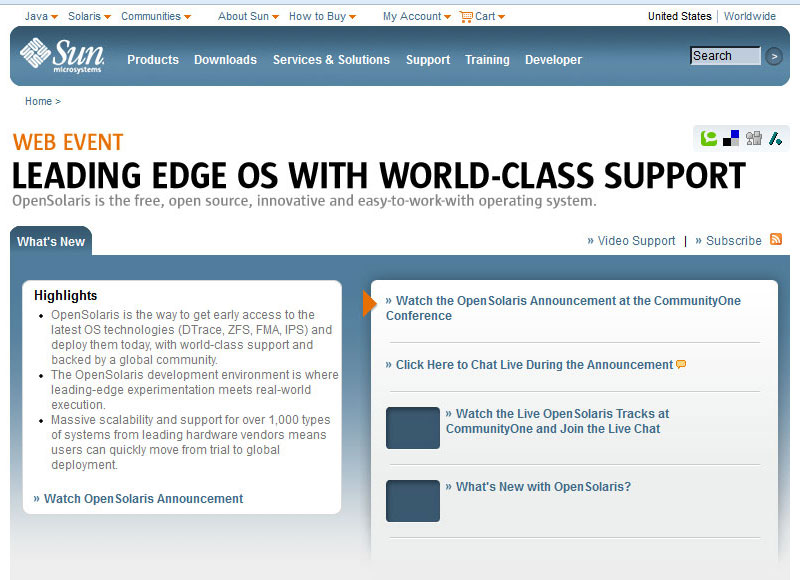 Java Solaris Communities About Sun How to Buy My Account Cart United States Worldwide
Sun
microsystems
Products Downloads Services & Solutions Support Training Developer Search >
Home >
WEB EVENT
LEADING EDGE OS WITH WORLD-CLASS SUPPORT
OpenSolaris is the free, open source, innovative and easy-to-work-with operating system.
What's New
» Video Support | » Subscribe
Highlights
• OpenSolaris is the way to get early access to the
latest OS technologies (DTrace, ZFS, FMA, IPS) and
deploy them today, with world-class support and
backed by a global community.
• The OpenSolaris development environment is where
leading-edge experimentation meets real-world
execution.
• Massive scalability and support for over 1,000 types
of systems from leading hardware vendors means
users can quickly move from trial to global
deployment.
» Watch OpenSolaris Announcement
» Watch the OpenSolaris Announcement at the CommunityOne
Conference
» Click Here to Chat Live During the Announcement
» Watch the Live OpenSolaris Tracks at
CommunityOne and Join the Live Chat
» What's New with OpenSolaris?